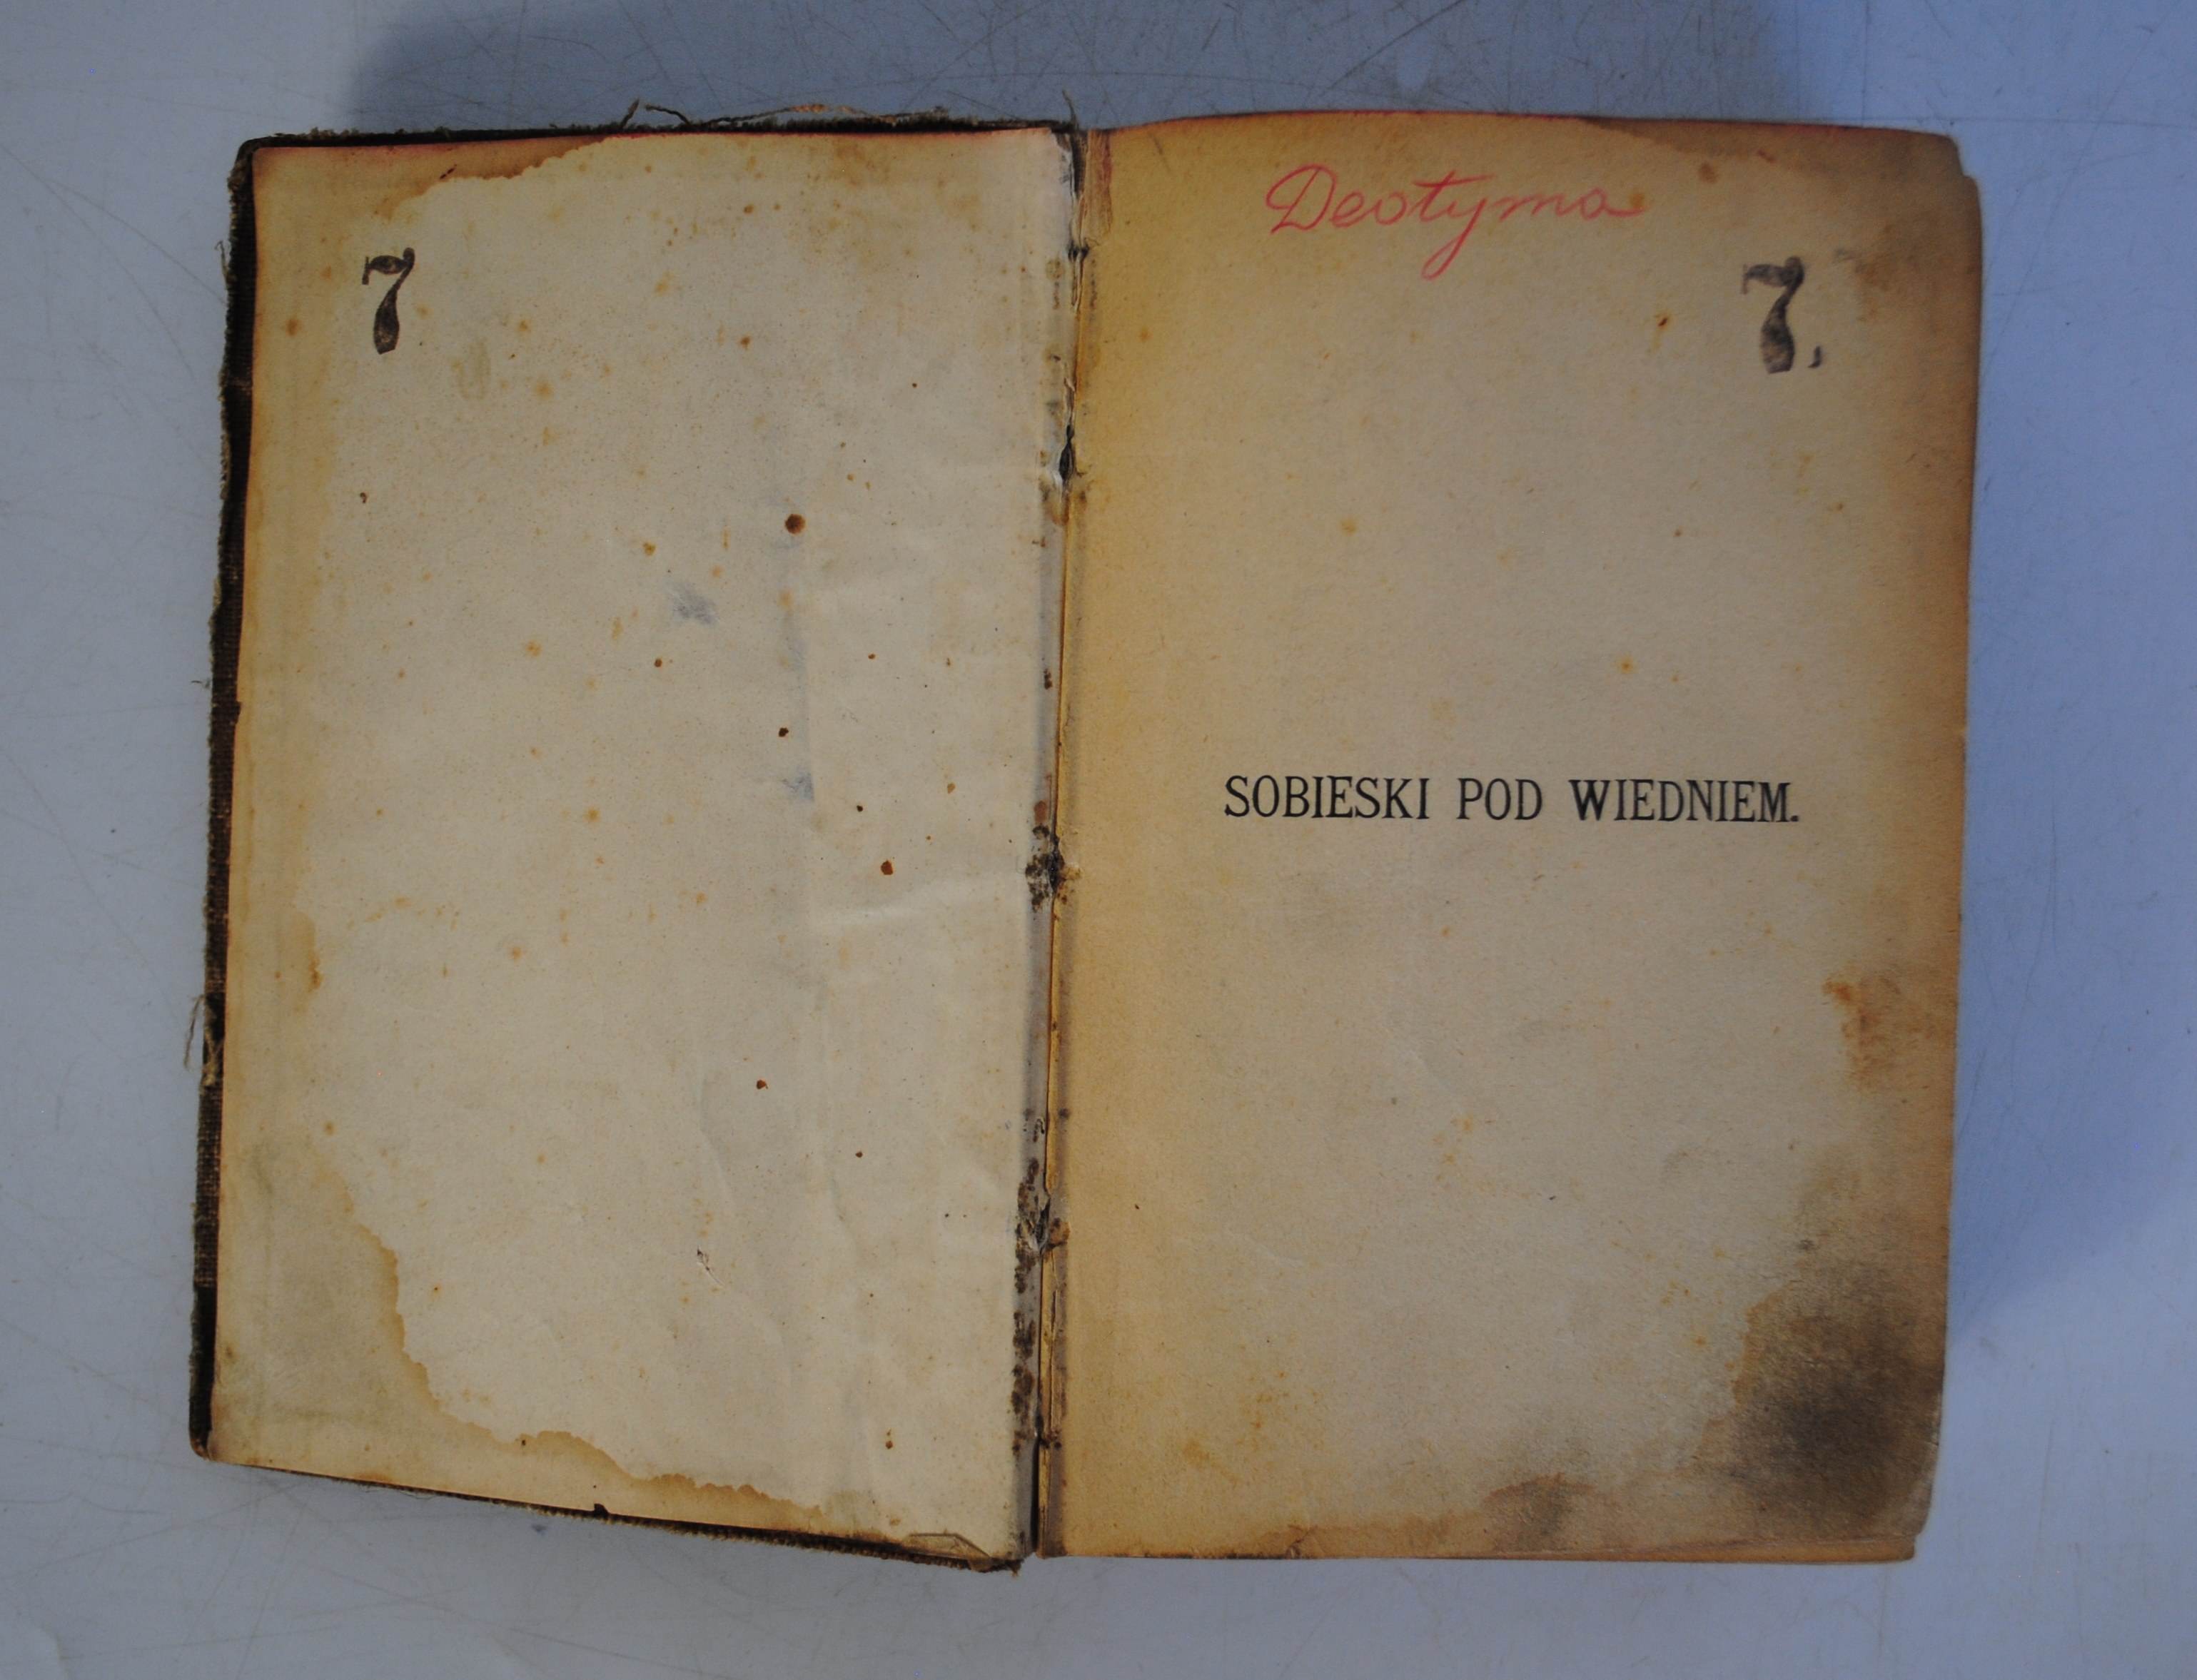 7
Deotyma
7.
SOBIESKI POD WIEDNIEM.